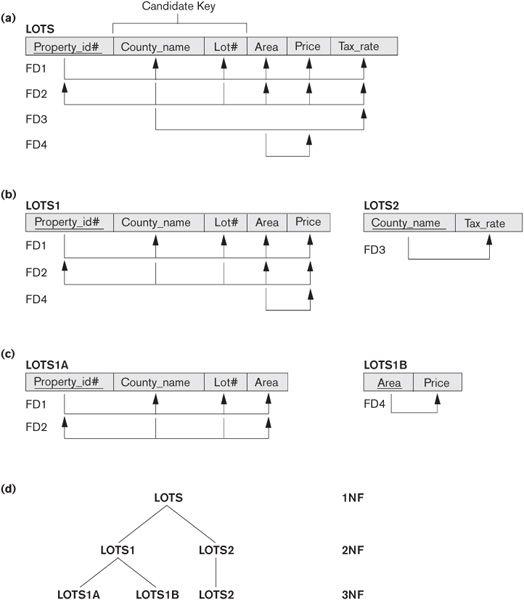 Candidate Key
(a)
LOTS
Property_id# County_name Lot# Area Price Tax_rate
FD1
FD2
FD3
FD4
(b)
LOTS1 LOTS2
Property_id# County_name Lot# Area Price County_name Tax_rate
FD1 FD3
FD2
FD4
(c)
LOTS1A LOTS1B
Property_id# County_name Lot# Area Area Price
FD1 FD4
FD2
(d)
LOTS 1NF
LOTS1 LOTS2 2NF
LOTS1A LOTS1B LOTS2 3NF